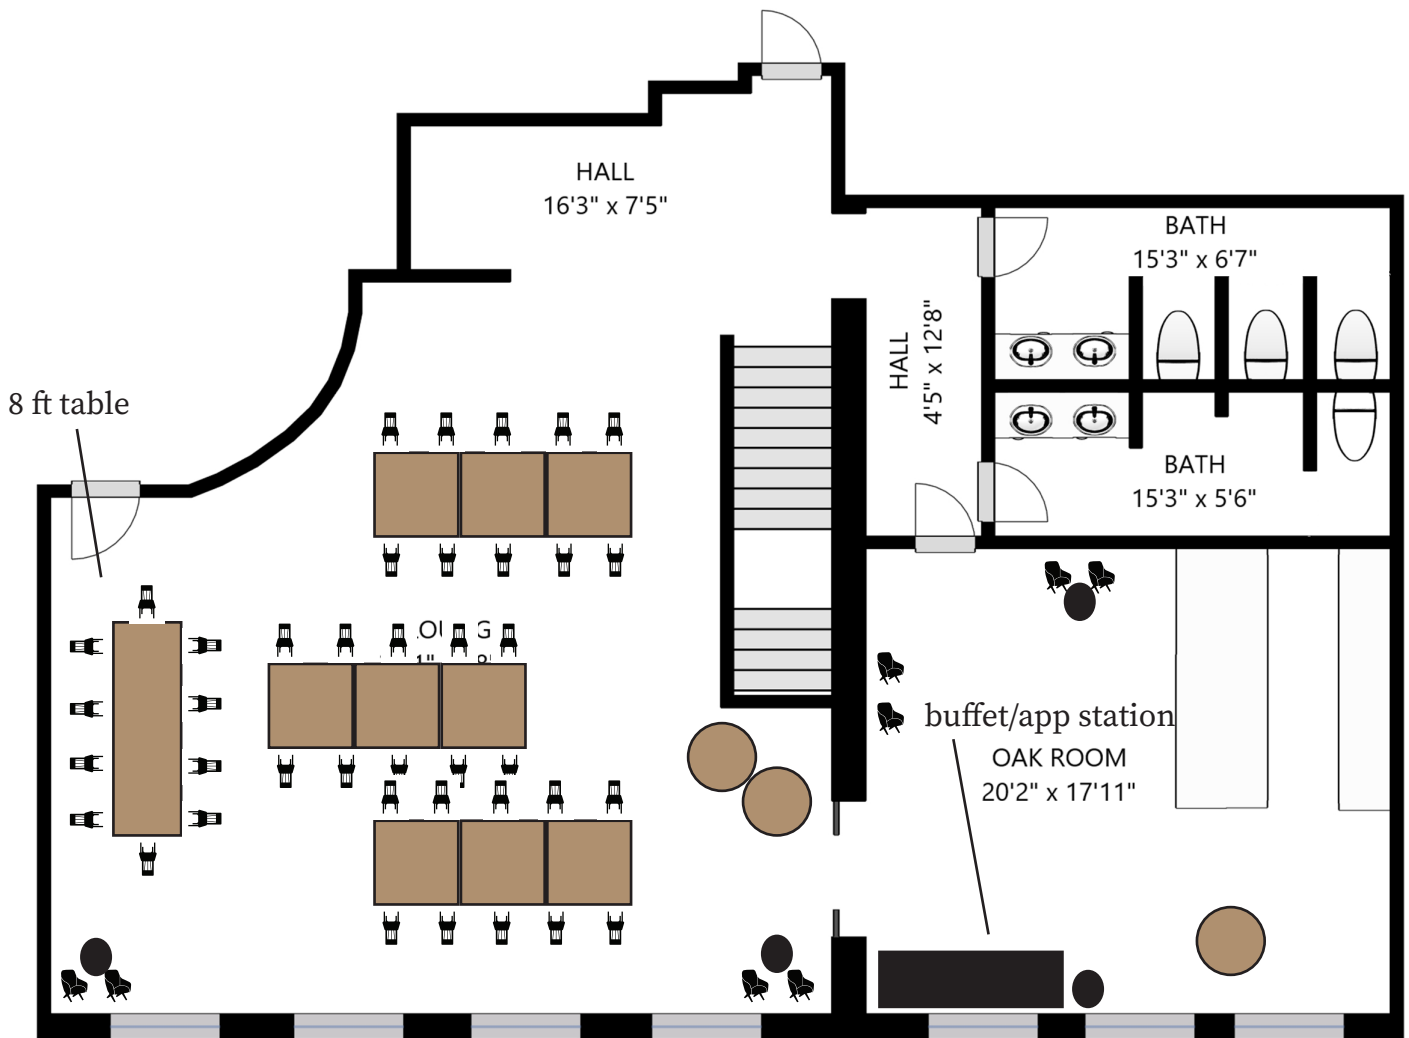 HALL
16'3" x 7'5"
BATH
15'3" x 6'7"
HALL
4'5" x 12'8"
8 ft table
BATH
15'3" x 5'6"
buffet/app station
OAK ROOM
20'2" x 17'11"